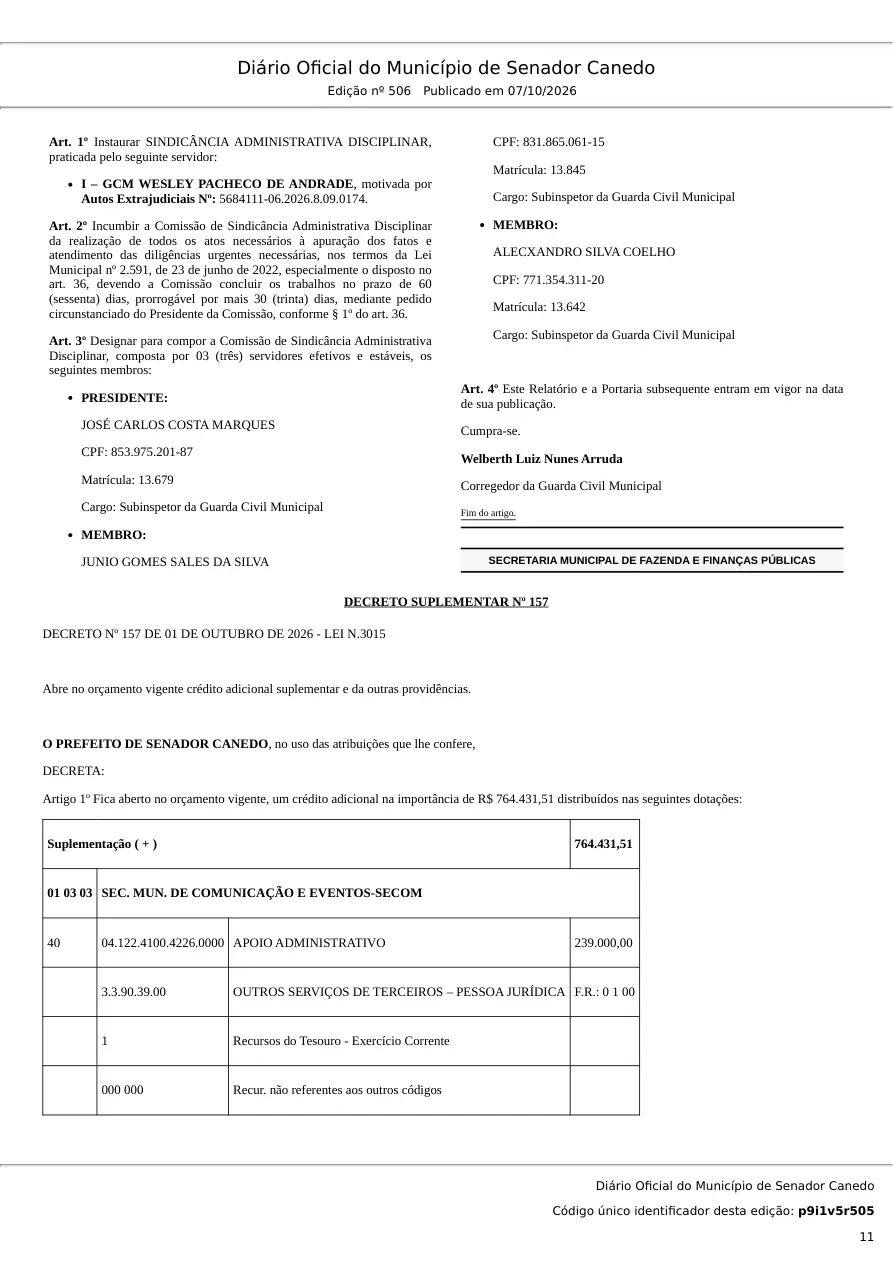 Diário Oficial do Município de Senador Canedo
Edição nº 506 Publicado em 07/10/2026
Art. 1º Instaurar SINDICÂNCIA ADMINISTRATIVA DISCIPLINAR,
praticada pelo seguinte servidor:
• I – GCM WESLEY PACHECO DE ANDRADE, motivada por
Autos Extrajudiciais Nº: 5684111-06.2026.8.09.0174.
Art. 2º Incumbir a Comissão de Sindicância Administrativa Disciplinar
da realização de todos os atos necessários à apuração dos fatos e
atendimento das diligências urgentes necessárias, nos termos da Lei
Municipal nº 2.591, de 23 de junho de 2022, especialmente o disposto no
art. 36, devendo a Comissão concluir os trabalhos no prazo de 60
(sessenta) dias, prorrogável por mais 30 (trinta) dias, mediante pedido
circunstanciado do Presidente da Comissão, conforme § 1º do art. 36.
Art. 3º Designar para compor a Comissão de Sindicância Administrativa
Disciplinar, composta por 03 (três) servidores efetivos e estáveis, os
seguintes membros:
• PRESIDENTE:
JOSÉ CARLOS COSTA MARQUES
CPF: 853.975.201-87
Matrícula: 13.679
Cargo: Subinspetor da Guarda Civil Municipal
• MEMBRO:
JUNIO GOMES SALES DA SILVA
CPF: 831.865.061-15
Matrícula: 13.845
Cargo: Subinspetor da Guarda Civil Municipal
• MEMBRO:
ALECXANDRO SILVA COELHO
CPF: 771.354.311-20
Matrícula: 13.642
Cargo: Subinspetor da Guarda Civil Municipal
Art. 4º Este Relatório e a Portaria subsequente entram em vigor na data
de sua publicação.
Cumpra-se.
Welberth Luiz Nunes Arruda
Corregedor da Guarda Civil Municipal
Fim do artigo.
SECRETARIA MUNICIPAL DE FAZENDA E FINANÇAS PÚBLICAS
DECRETO SUPLEMENTAR Nº 157
DECRETO Nº 157 DE 01 DE OUTUBRO DE 2026 - LEI N.3015
Abre no orçamento vigente crédito adicional suplementar e da outras providências.
O PREFEITO DE SENADOR CANEDO, no uso das atribuições que lhe confere,
DECRETA:
Artigo 1º Fica aberto no orçamento vigente, um crédito adicional na importância de R$ 764.431,51 distribuídos nas seguintes dotações:
Suplementação ( + ) 764.431,51
01 03 03 SEC. MUN. DE COMUNICAÇÃO E EVENTOS-SECOM
40 04.122.4100.4226.0000 APOIO ADMINISTRATIVO 239.000,00
3.3.90.39.00 OUTROS SERVIÇOS DE TERCEIROS – PESSOA JURÍDICA F.R.: 0 1 00
1 Recursos do Tesouro - Exercício Corrente
000 000 Recur. não referentes aos outros códigos
Diário Oficial do Município de Senador Canedo
Código único identificador desta edição: p9i1v5r505
11